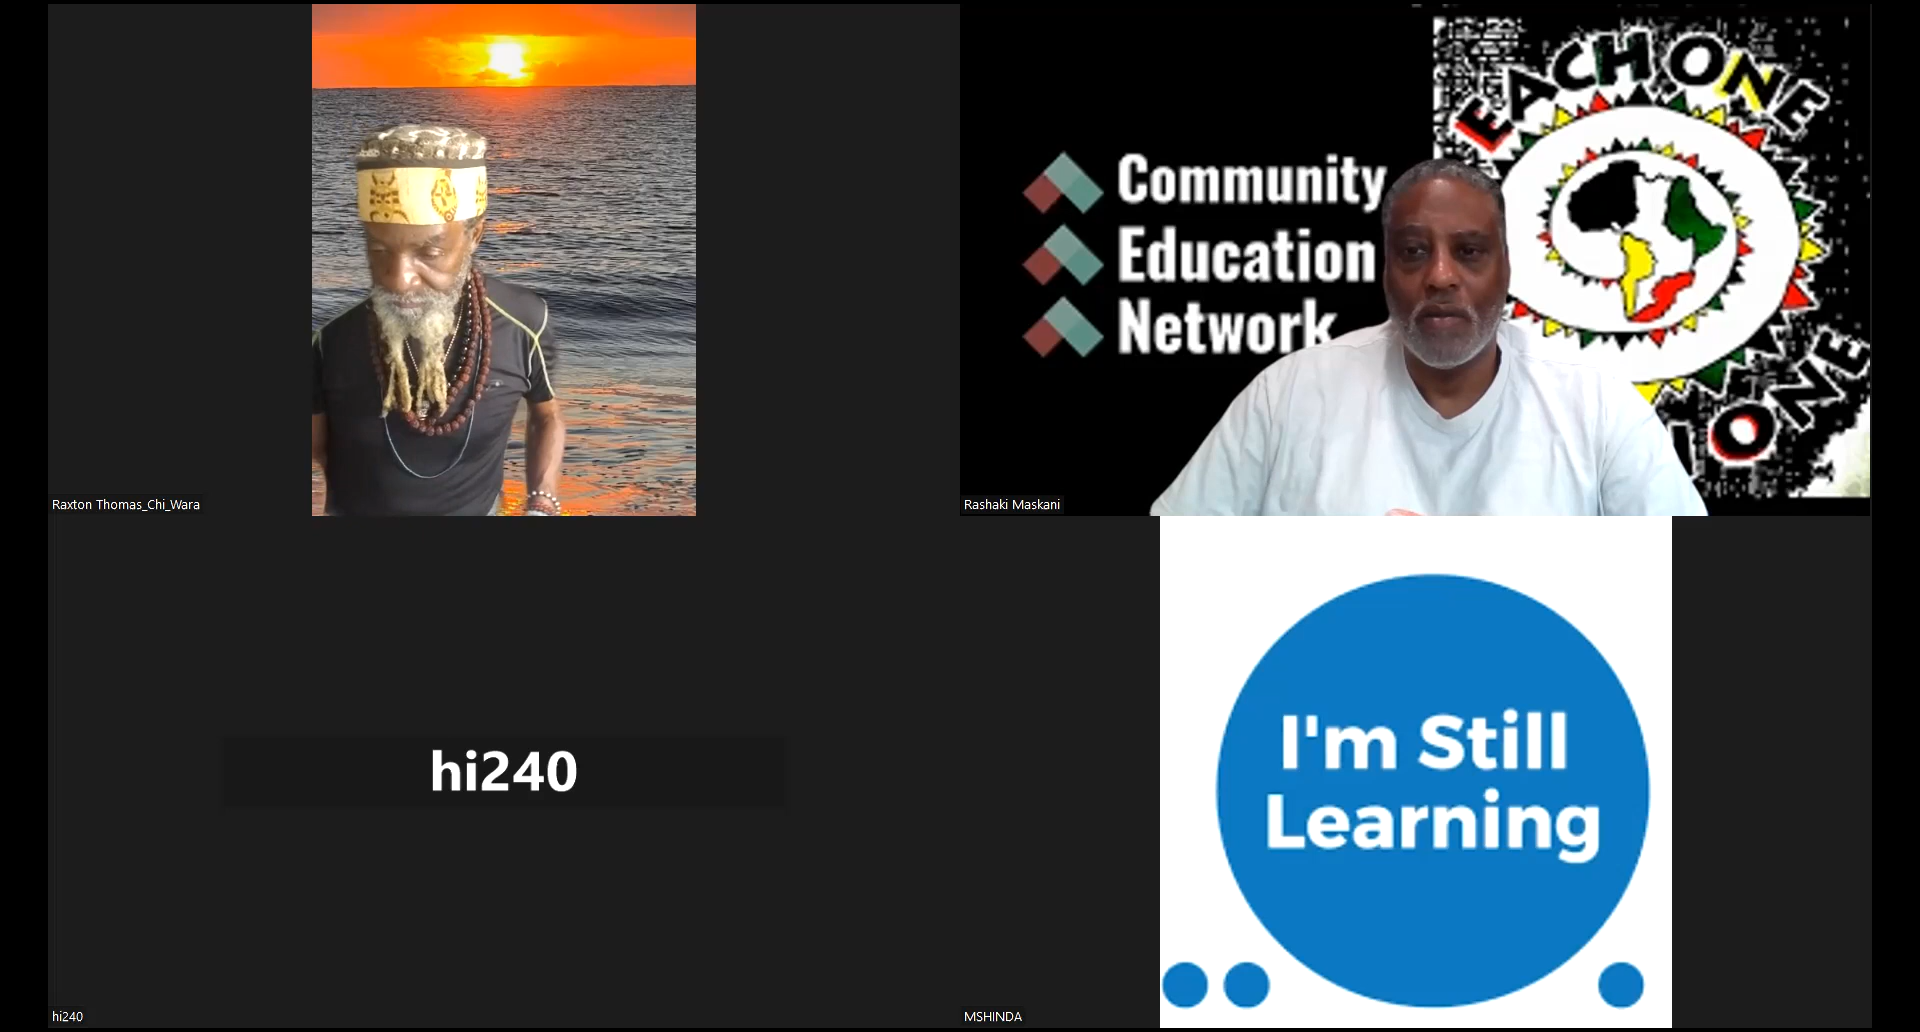 EACH ONE
Community
Education
Network
ONE
Raxton Thomas_Chi_Wara
Rashaki Maskani
hi240
I'm Still
Learning
hi240
MSHINDA